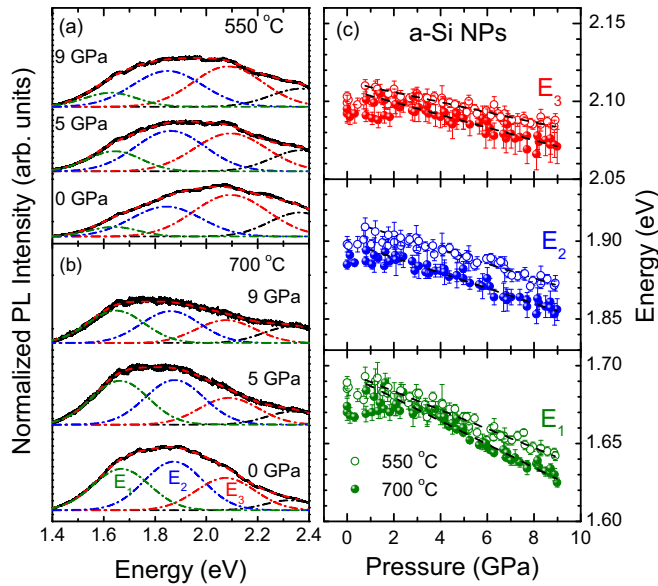 (a) 550 °C
9 GPa
5 GPa
0 GPa
(b) 700 °C
9 GPa
5 GPa
0 GPa
E E2 E3
1.4 1.6 1.8 2.0 2.2 2.4
Energy (eV)
Normalized PL Intensity (arb. units)
(c) a-Si NPs
E3
E2
E1
550 °C
700 °C
0 2 4 6 8 10
Pressure (GPa)
2.15
2.10
2.05
1.90
1.85
1.70
1.65
1.60
Energy (eV)